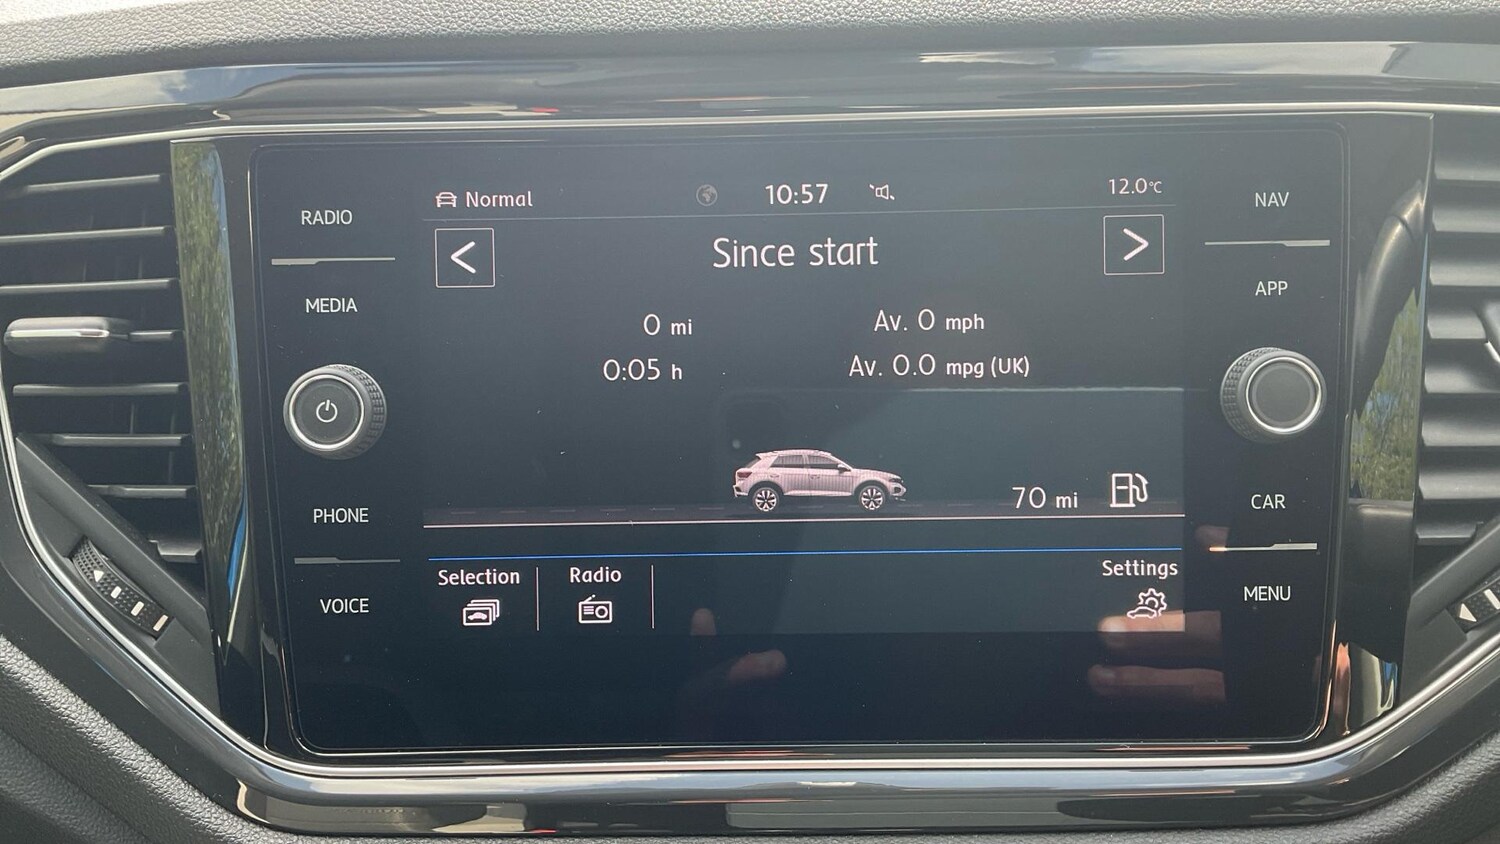 Normal
10:57
12.0°C
RADIO
NAV
Since start
MEDIA
APP
0 mi
Av. 0 mph
0:05 h
Av. 0.0 mpg (UK)
70 mi
PHONE
CAR
Selection
Radio
Settings
VOICE
MENU